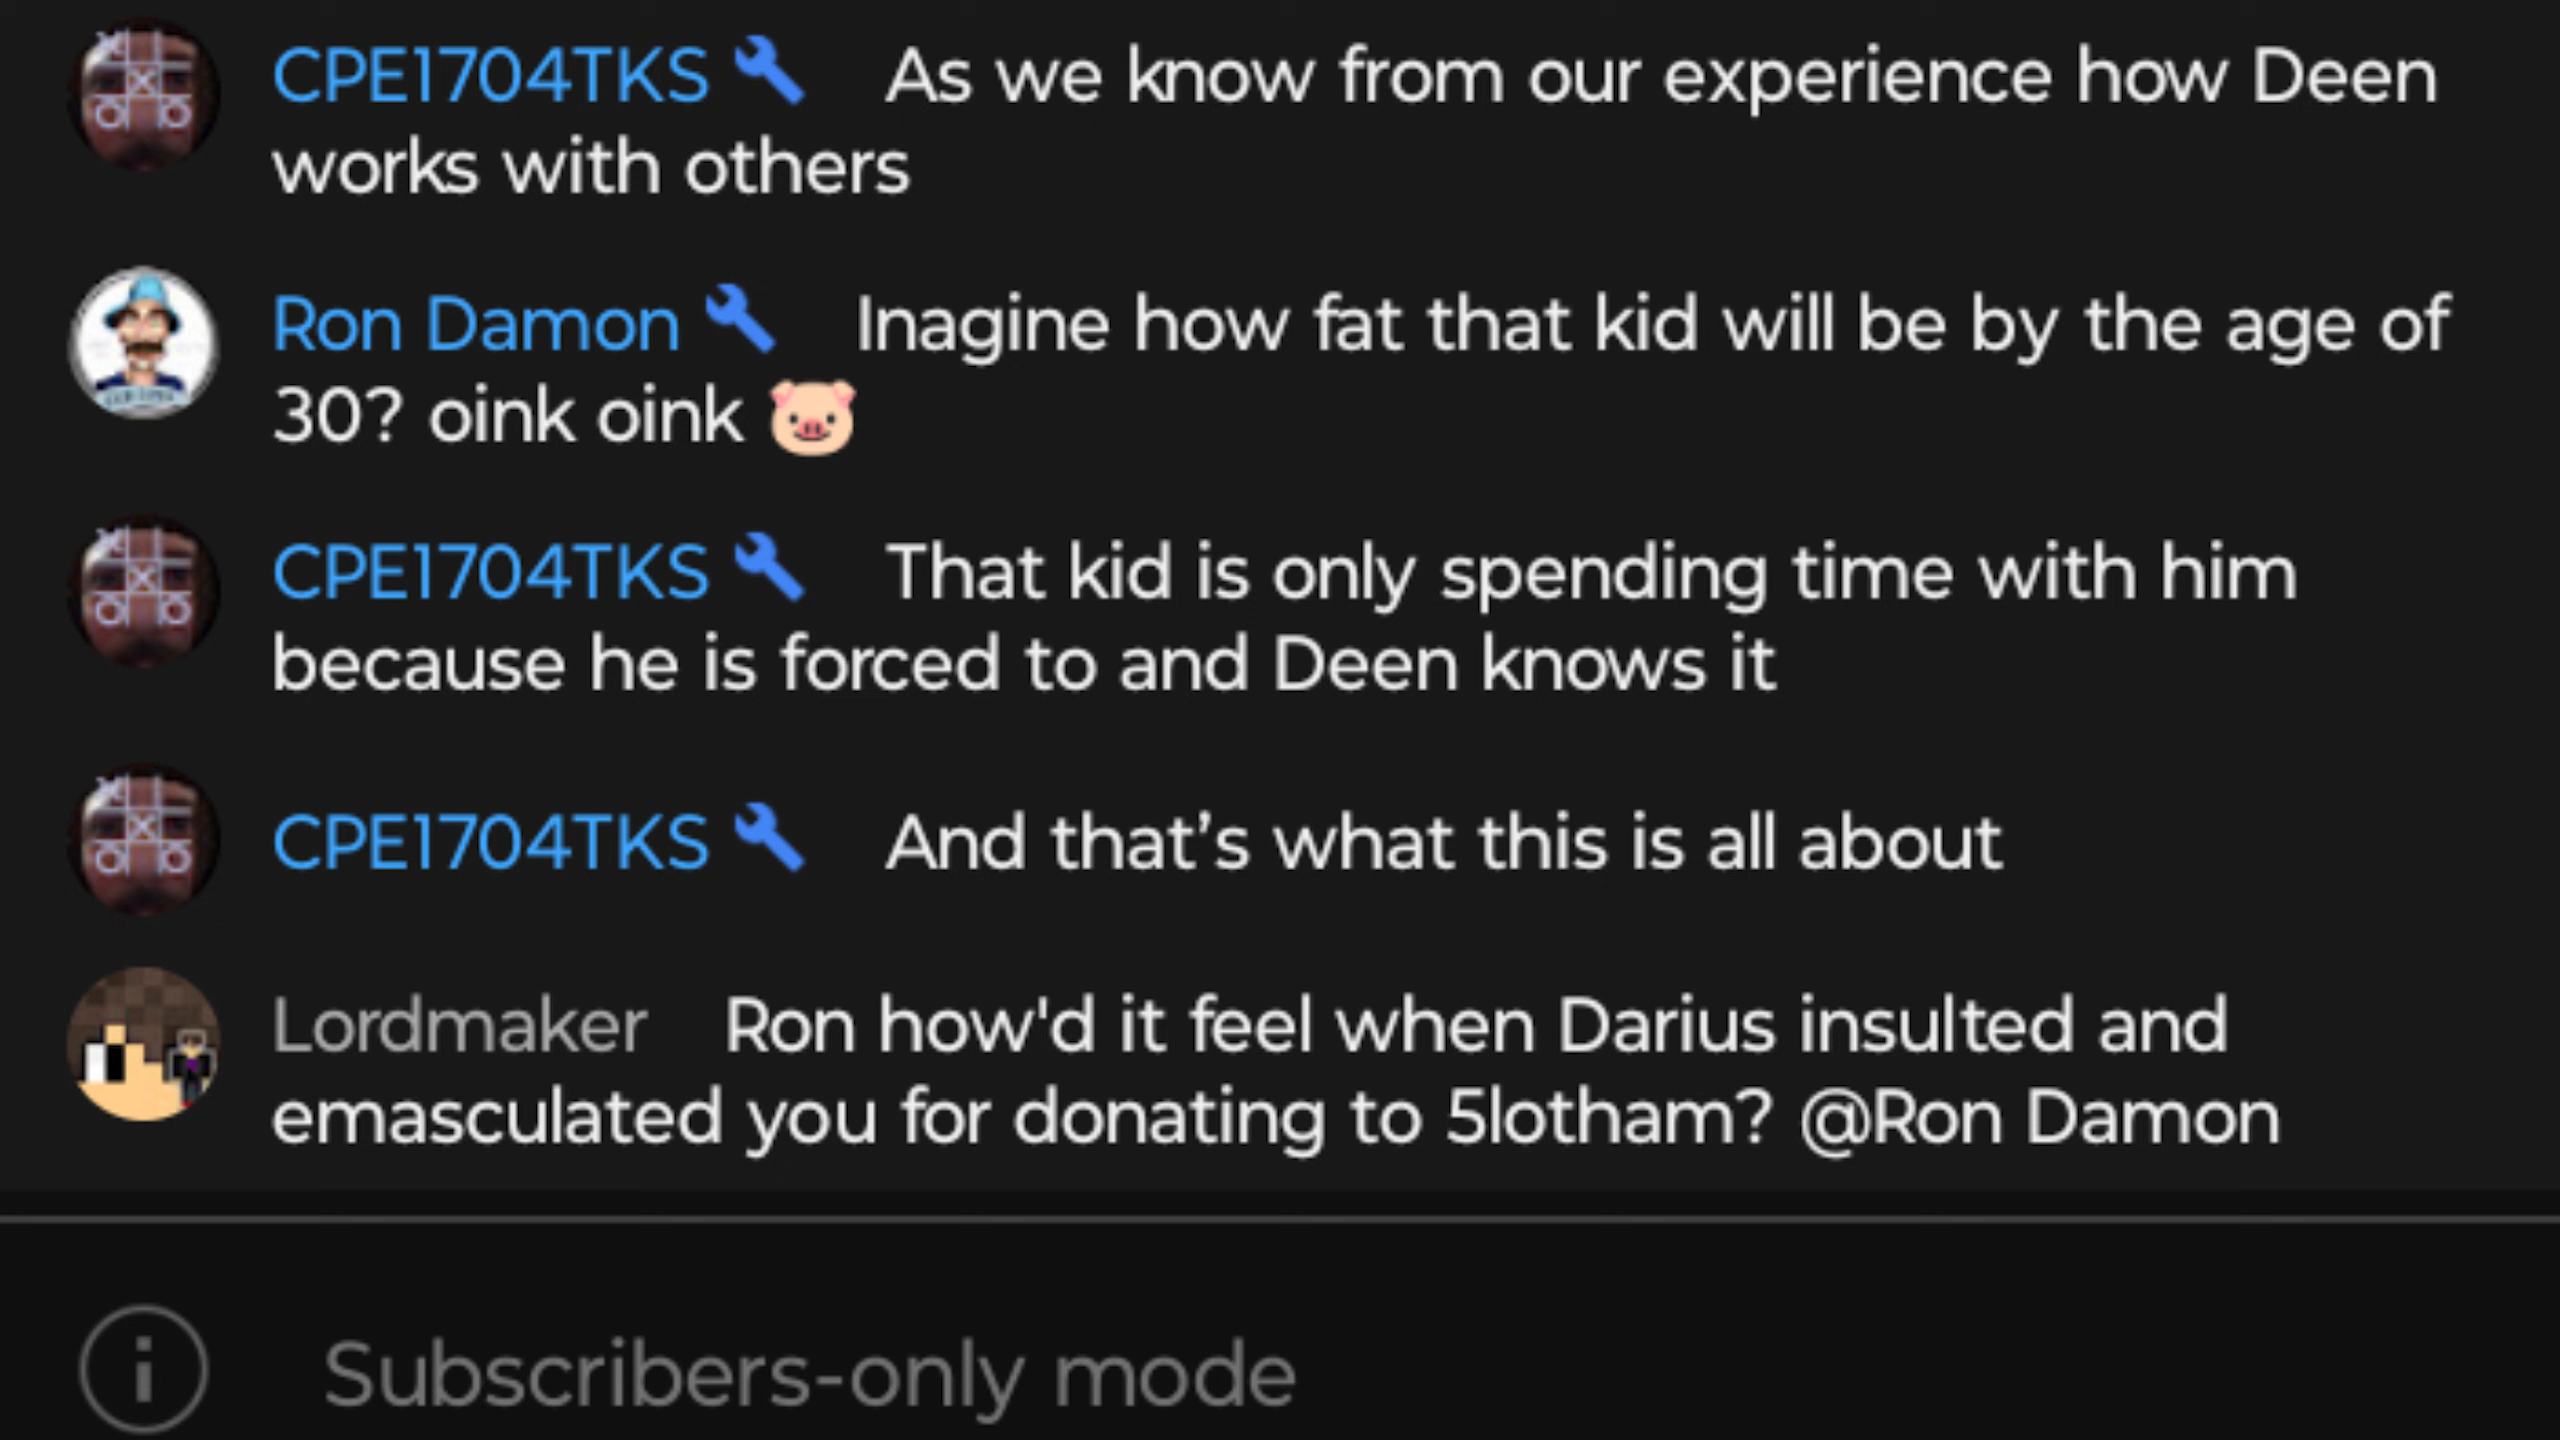 CPE1704TKS As we know from our experience how Deen
works with others
Ron Damon Inagine how fat that kid will be by the age of
30? oink oink 🐷
CPE1704TKS That kid is only spending time with him
because he is forced to and Deen knows it
CPE1704TKS And that’s what this is all about
Lordmaker Ron how'd it feel when Darius insulted and
emasculated you for donating to 5lotham? @Ron Damon
Subscribers-only mode